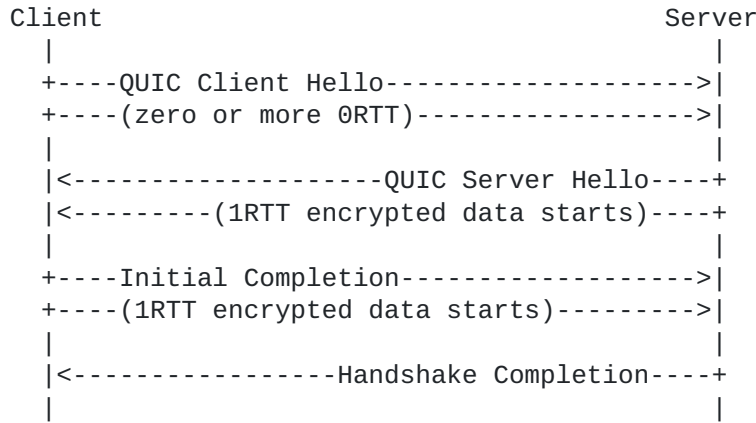 Client                                    Server
  |                                          |
  +----QUIC Client Hello-------------------->|
  +----(zero or more 0RTT)------------------>|
  |                                          |
  |<--------------------QUIC Server Hello----+
  |<---------(1RTT encrypted data starts)----+
  |                                          |
  +----Initial Completion------------------->|
  +----(1RTT encrypted data starts)--------->|
  |                                          |
  |<-----------------Handshake Completion----+
  |                                          |